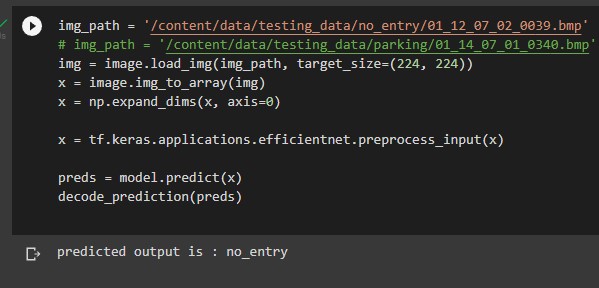 img_path = '/content/data/testing_data/no_entry/01_12_07_02_0039.bmp'
# img_path = '/content/data/testing_data/parking/01_14_07_01_0340.bmp'
img = image.load_img(img_path, target_size=(224, 224))
x = image.img_to_array(img)
x = np.expand_dims(x, axis=0)
x = tf.keras.applications.efficientnet.preprocess_input(x)
preds = model.predict(x)
decode_prediction(preds)
predicted output is : no_entry